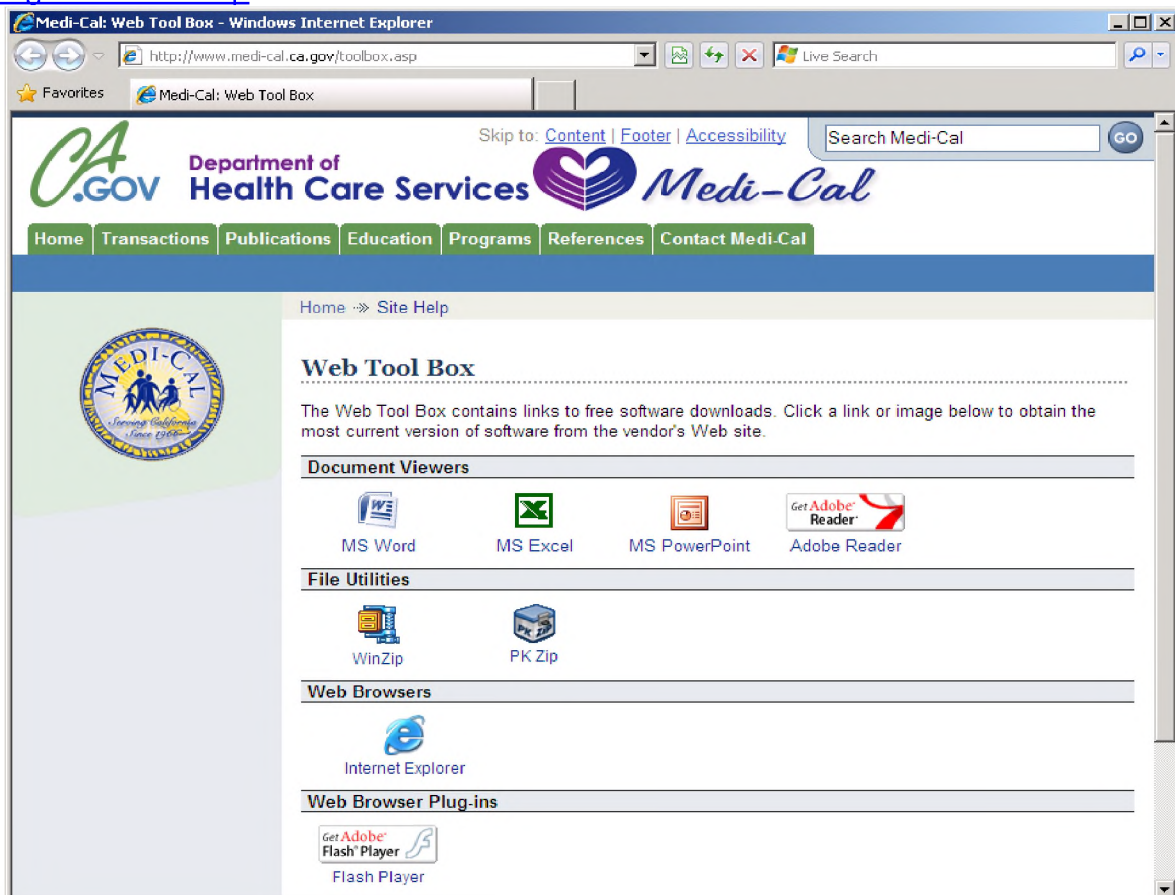 Medi-Cal: Web Tool Box - Windows Internet Explorer
http://www.medi-cal.ca.gov/toolbox.asp
Live Search
Favorites
Medi-Cal: Web Tool Box
Skip to: Content | Footer | Accessibility
Search Medi-Cal
GO
CA.GOV
Department of
Health Care Services
Medi-Cal
Home Transactions Publications Education Programs References Contact Medi-Cal
Home ⇢ Site Help
MEDI-CAL
Serving California
Since 1966
Web Tool Box
The Web Tool Box contains links to free software downloads. Click a link or image below to obtain the
most current version of software from the vendor's Web site.
Document Viewers
Get Adobe
Reader
MS Word MS Excel MS PowerPoint Adobe Reader
File Utilities
PK ZIP
WinZip PK Zip
Web Browsers
Internet Explorer
Web Browser Plug-ins
Get Adobe
Flash Player
Flash Player